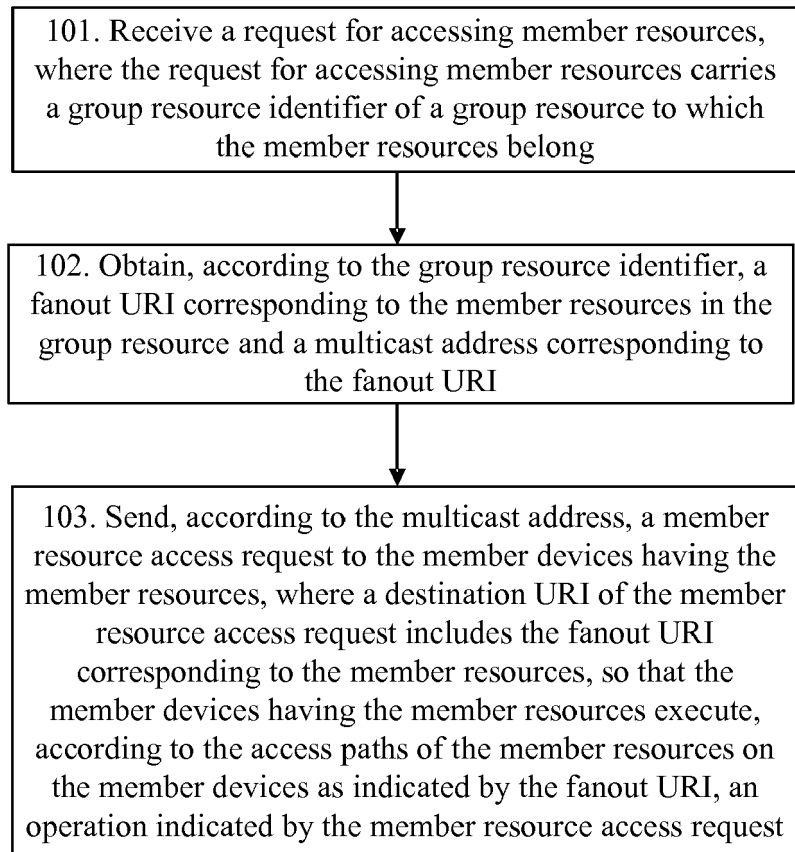 101. Receive a request for accessing member resources,
where the request for accessing member resources carries
a group resource identifier of a group resource to which
the member resources belong
102. Obtain, according to the group resource identifier, a
fanout URI corresponding to the member resources in the
group resource and a multicast address corresponding to
the fanout URI
103. Send, according to the multicast address, a member
resource access request to the member devices having the
member resources, where a destination URI of the member
resource access request includes the fanout URI
corresponding to the member resources, so that the
member devices having the member resources execute,
according to the access paths of the member resources on
the member devices as indicated by the fanout URI, an
operation indicated by the member resource access request